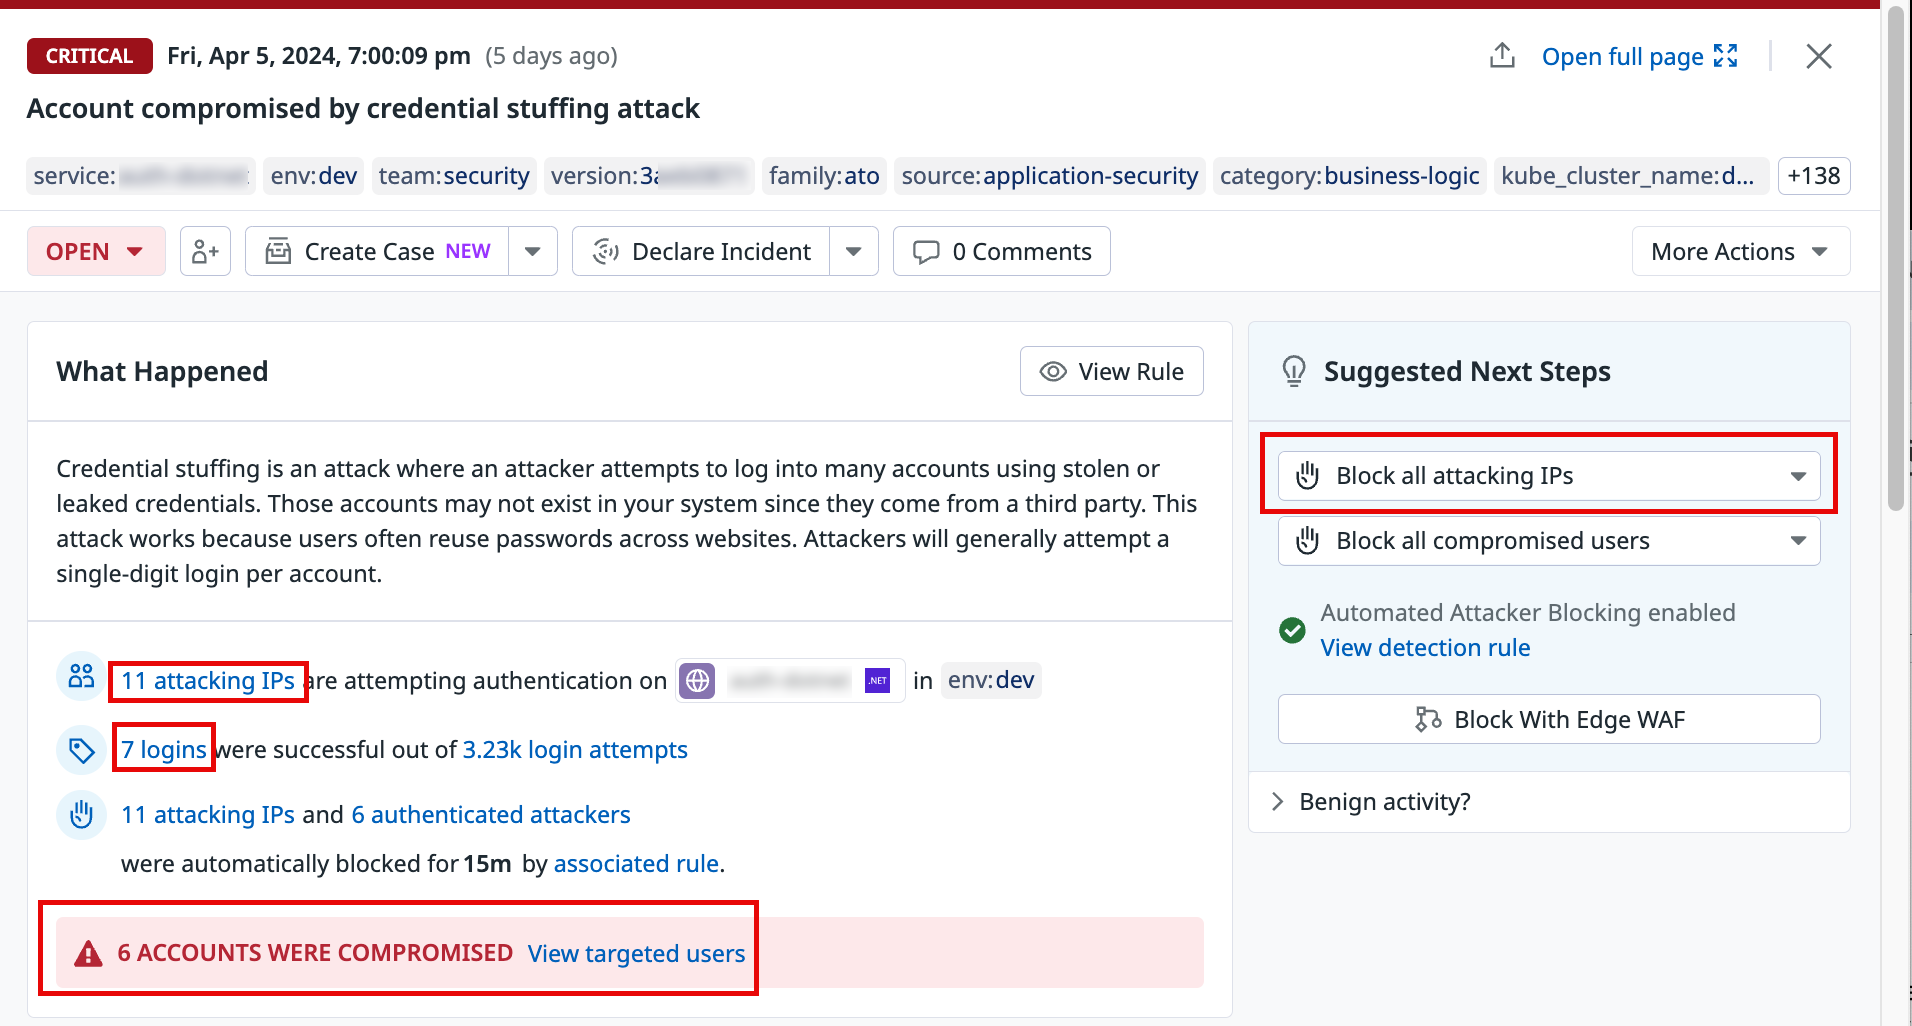 CRITICAL Fri, Apr 5, 2024, 7:00:09 pm (5 days ago) Open full page
Account compromised by credential stuffing attack
service: env:dev team:security version:3 family:ato source:application-security category:business-logic kube_cluster_name:d... +138
OPEN Create Case NEW Declare Incident 0 Comments More Actions
What Happened View Rule
Credential stuffing is an attack where an attacker attempts to log into many accounts using stolen or
leaked credentials. Those accounts may not exist in your system since they come from a third party. This
attack works because users often reuse passwords across websites. Attackers will generally attempt a
single-digit login per account.
11 attacking IPs are attempting authentication on .NET in env:dev
7 logins were successful out of 3.23k login attempts
11 attacking IPs and 6 authenticated attackers
were automatically blocked for 15m by associated rule.
6 ACCOUNTS WERE COMPROMISED View targeted users
Suggested Next Steps
Block all attacking IPs
Block all compromised users
Automated Attacker Blocking enabled
View detection rule
Block With Edge WAF
Benign activity?